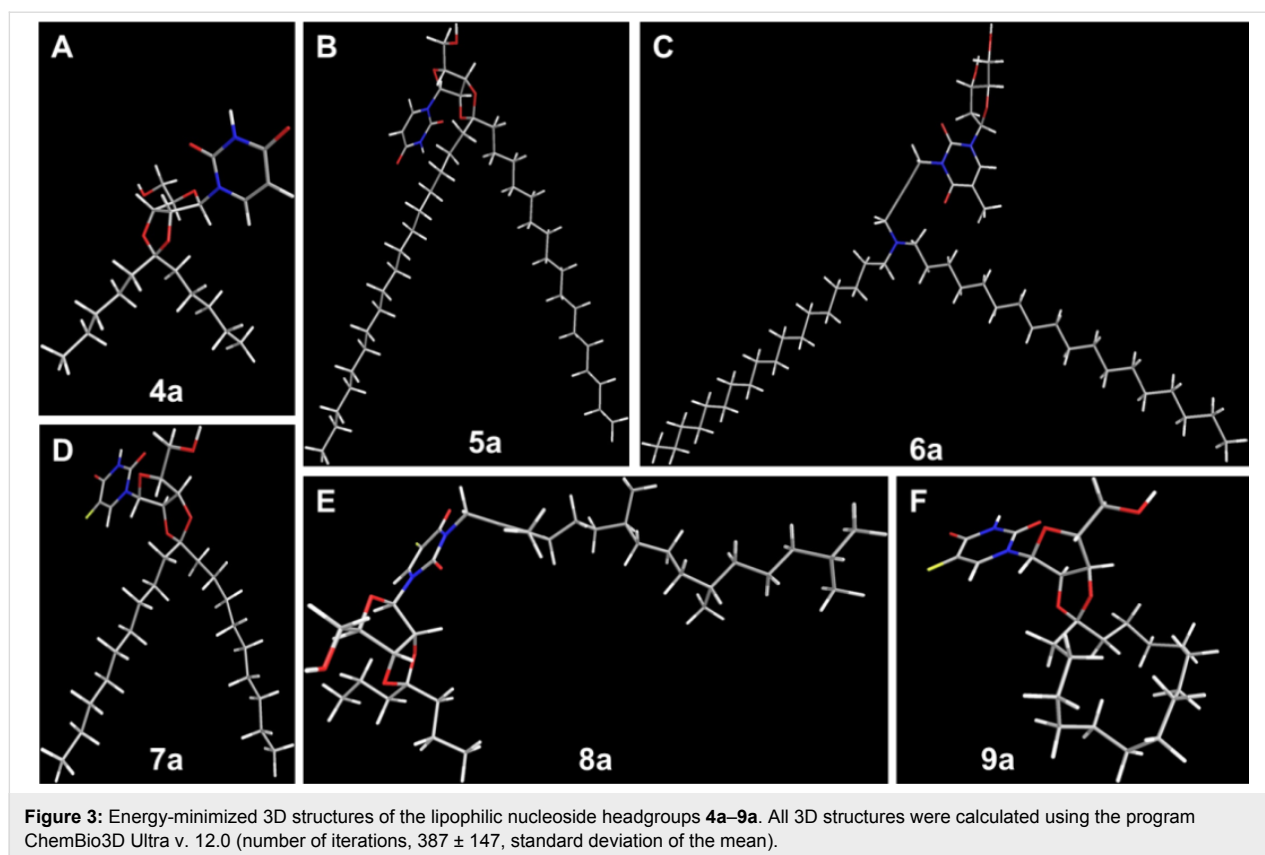 A
B
C
4a
5a
6a
D
E
F
7a
8a
9a
Figure 3: Energy-minimized 3D structures of the lipophilic nucleoside headgroups 4a–9a. All 3D structures were calculated using the program
ChemBio3D Ultra v. 12.0 (number of iterations, 387 ± 147, standard deviation of the mean).